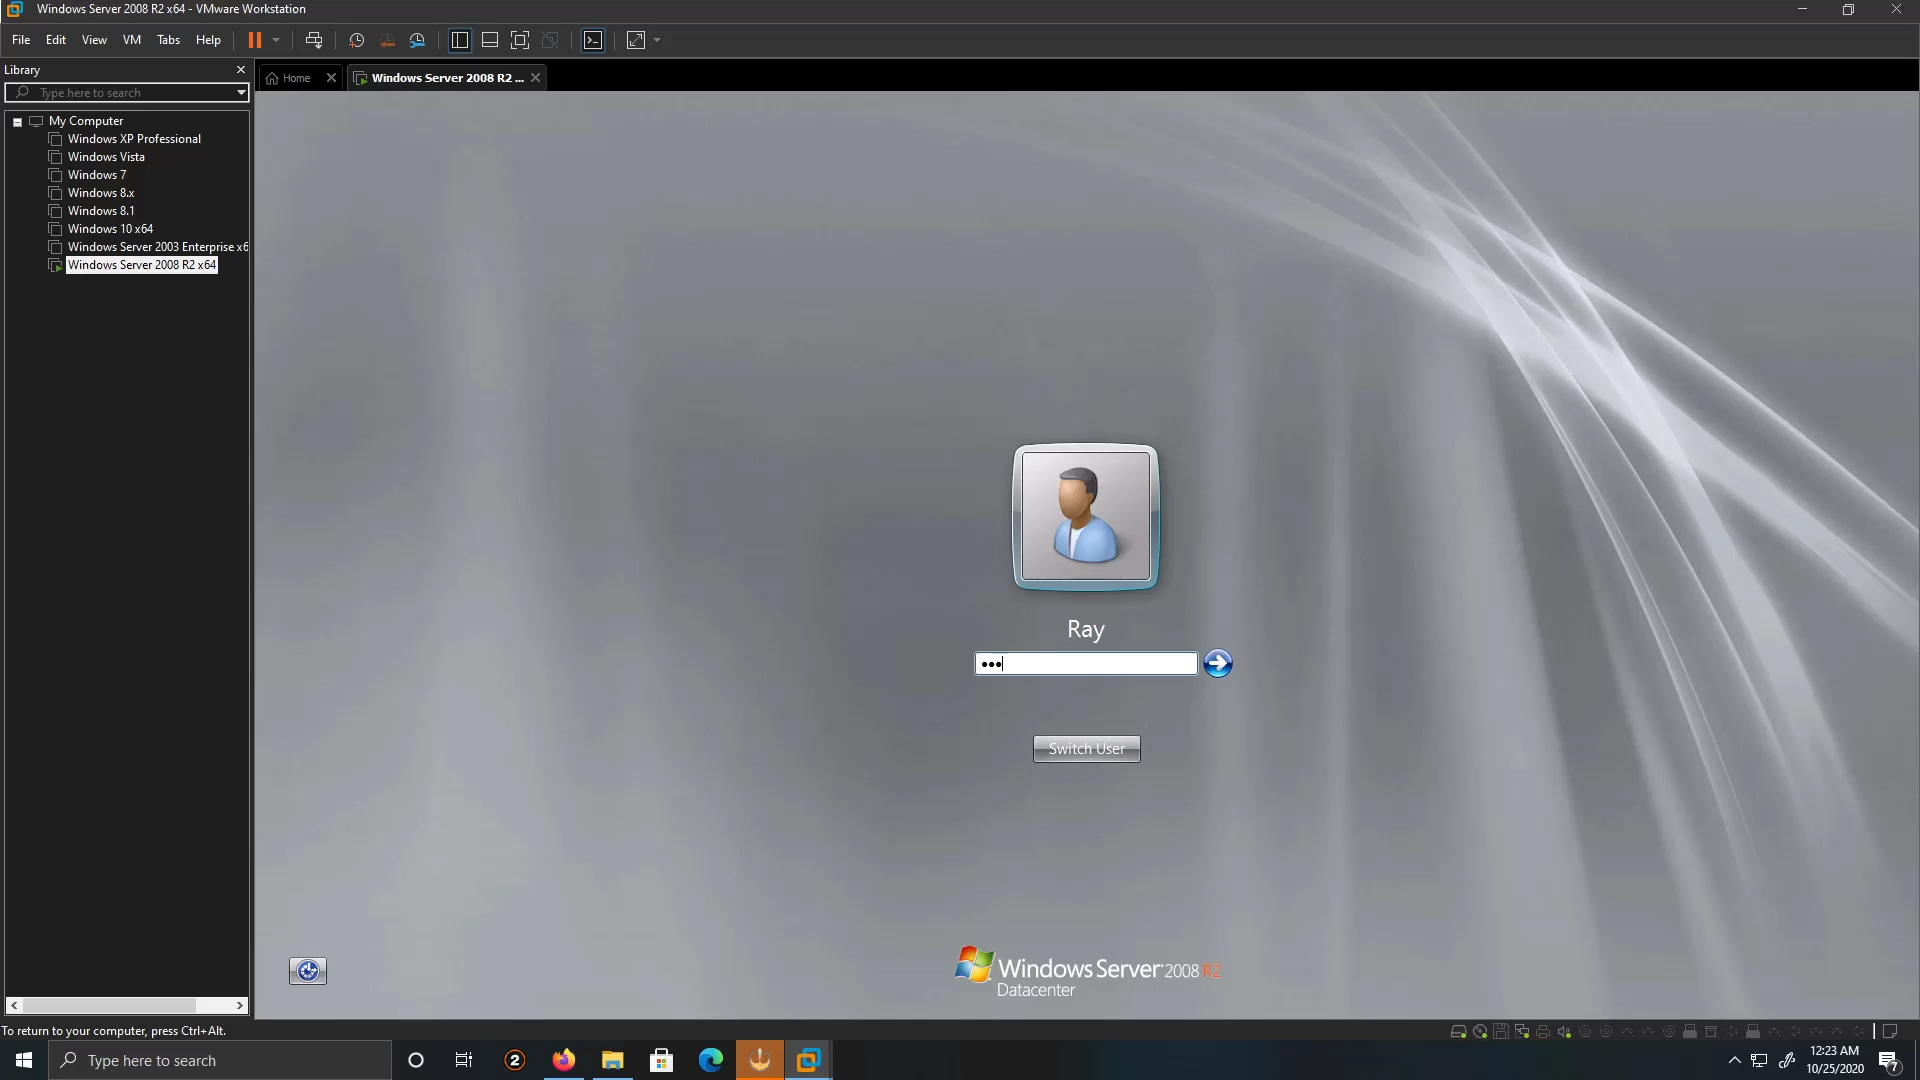 Windows Server 2008 R2 x64 - VMware Workstation
File Edit View VM Tabs Help
Library
Type here to search
Home
Windows Server 2008 R2 ...
My Computer
Windows XP Professional
Windows Vista
Windows 7
Windows 8.x
Windows 8.1
Windows 10 x64
Windows Server 2003 Enterprise x6
Windows Server 2008 R2 x64
Ray
Switch User
Windows Server 2008 R2
Datacenter
To return to your computer, press Ctrl+Alt.
Type here to search
2
12:23 AM
10/25/2020
7